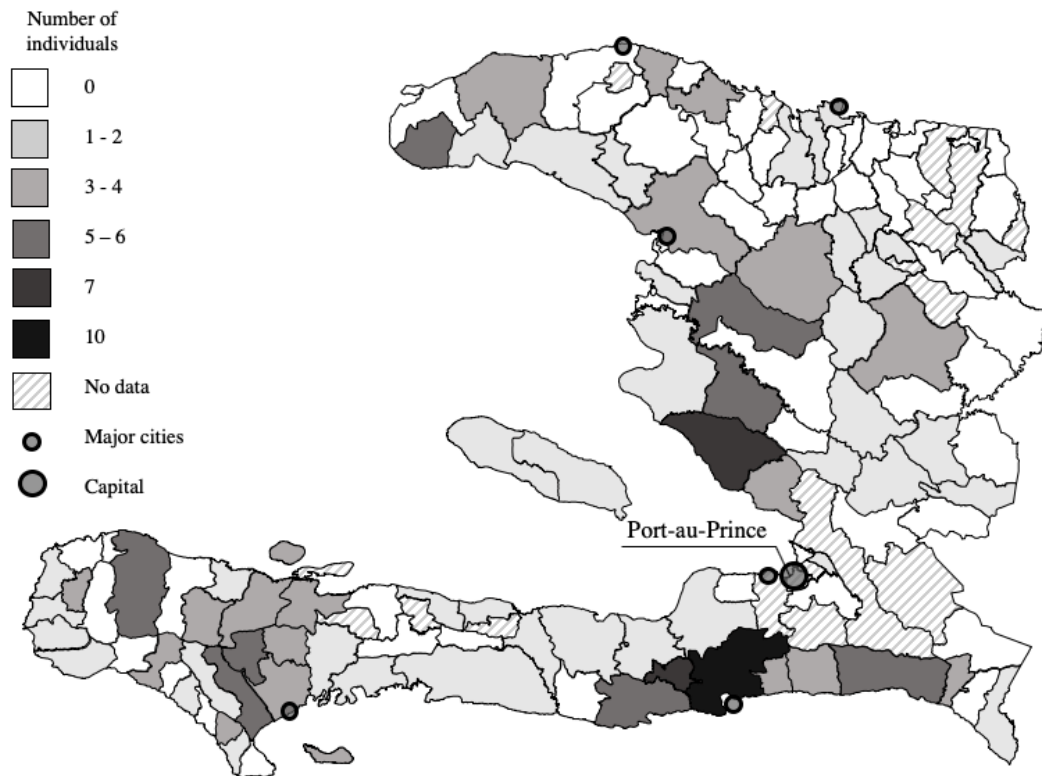 Number of
individuals
0
1 - 2
3 - 4
5 – 6
7
10
No data
Major cities
Capital
Port-au-Prince